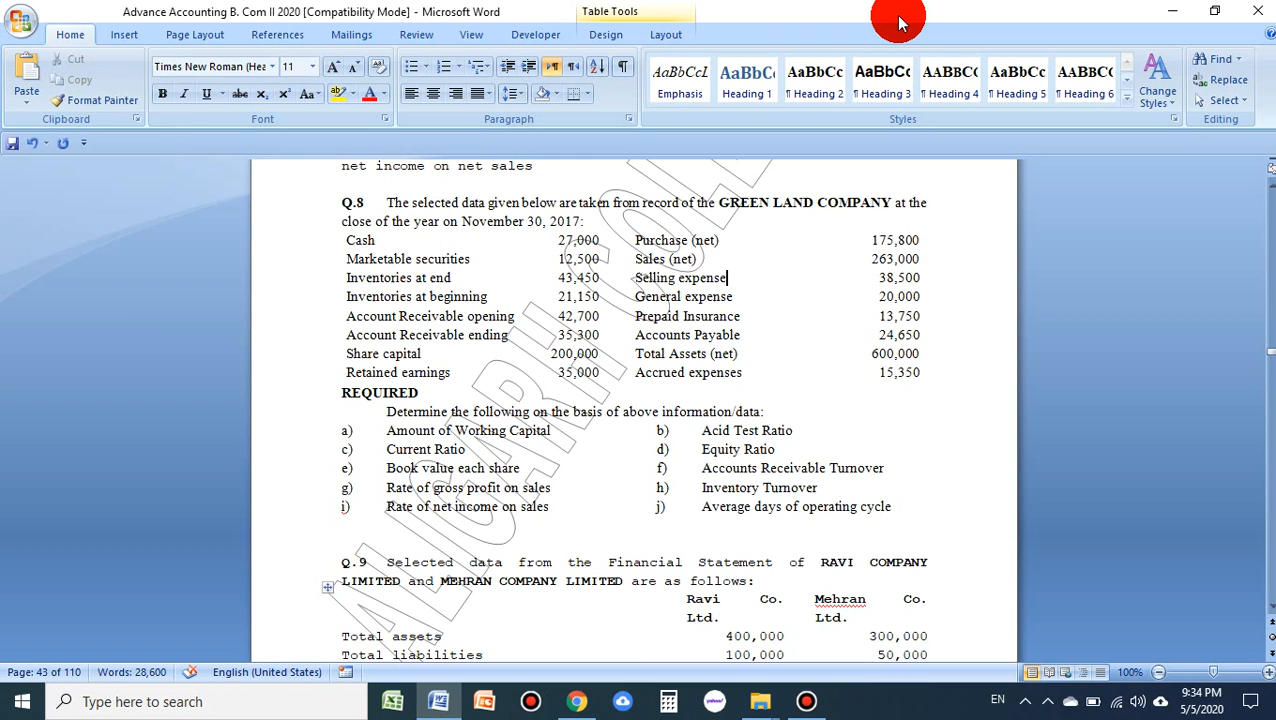 Advance Accounting B. Com II 2020 [Compatibility Mode] - Microsoft Word
Table Tools
Home Insert Page Layout References Mailings Review View Developer Design Layout
Paste
Cut
Copy
Format Painter
Clipboard
Times New Roman (Hea 11
Font
Paragraph
AaBbCcL AaBbCc AaBbCc AaBbCc AABBCC AaBbCc AABBCC
Emphasis Heading 1 ¶ Heading 2 ¶ Heading 3 ¶ Heading 4 ¶ Heading 5 ¶ Heading 6
Styles
Change Styles
Find
Replace
Select
Editing
net income on net sales
Q.8 The selected data given below are taken from record of the GREEN LAND COMPANY at the
close of the year on November 30, 2017:
Cash 27,000 Purchase (net) 175,800
Marketable securities 12,500 Sales (net) 263,000
Inventories at end 43,450 Selling expense 38,500
Inventories at beginning 21,150 General expense 20,000
Account Receivable opening 42,700 Prepaid Insurance 13,750
Account Receivable ending 35,300 Accounts Payable 24,650
Share capital 200,000 Total Assets (net) 600,000
Retained earnings 35,000 Accrued expenses 15,350
REQUIRED
Determine the following on the basis of above information/data:
a) Amount of Working Capital b) Acid Test Ratio
c) Current Ratio d) Equity Ratio
e) Book value each share f) Accounts Receivable Turnover
g) Rate of gross profit on sales h) Inventory Turnover
i) Rate of net income on sales j) Average days of operating cycle
Q.9 Selected data from the Financial Statement of RAVI COMPANY
LIMITED and MEHRAN COMPANY LIMITED are as follows:
Ravi Co. Mehran Co.
Ltd. Ltd.
Total assets 400,000 300,000
Total liabilities 100,000 50,000
Page: 43 of 110 Words: 28,600 English (United States) 100%
Type here to search
EN
9:34 PM
5/5/2020